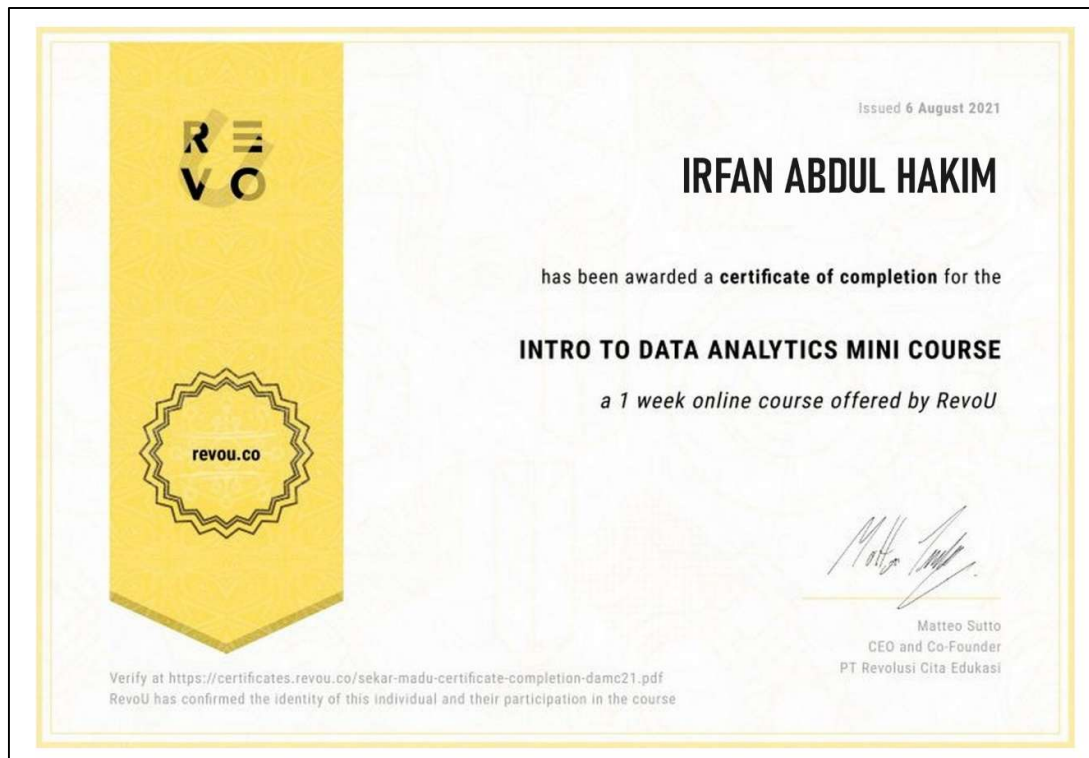 RE
VO
U
Issued 6 August 2021
IRFAN ABDUL HAKIM
has been awarded a certificate of completion for the
INTRO TO DATA ANALYTICS MINI COURSE
a 1 week online course offered by RevoU
revou.co
Matteo Sutto
CEO and Co-Founder
PT Revolusi Cita Edukasi
Verify at https://certificates.revou.co/sekar-madu-certificate-completion-damc21.pdf
RevoU has confirmed the identity of this individual and their participation in the course